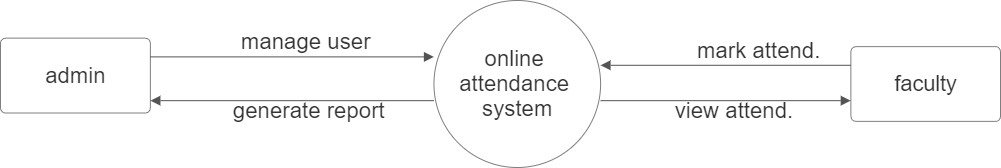 manage user
admin
generate report
online
attendance
system
mark attend.
faculty
view attend.